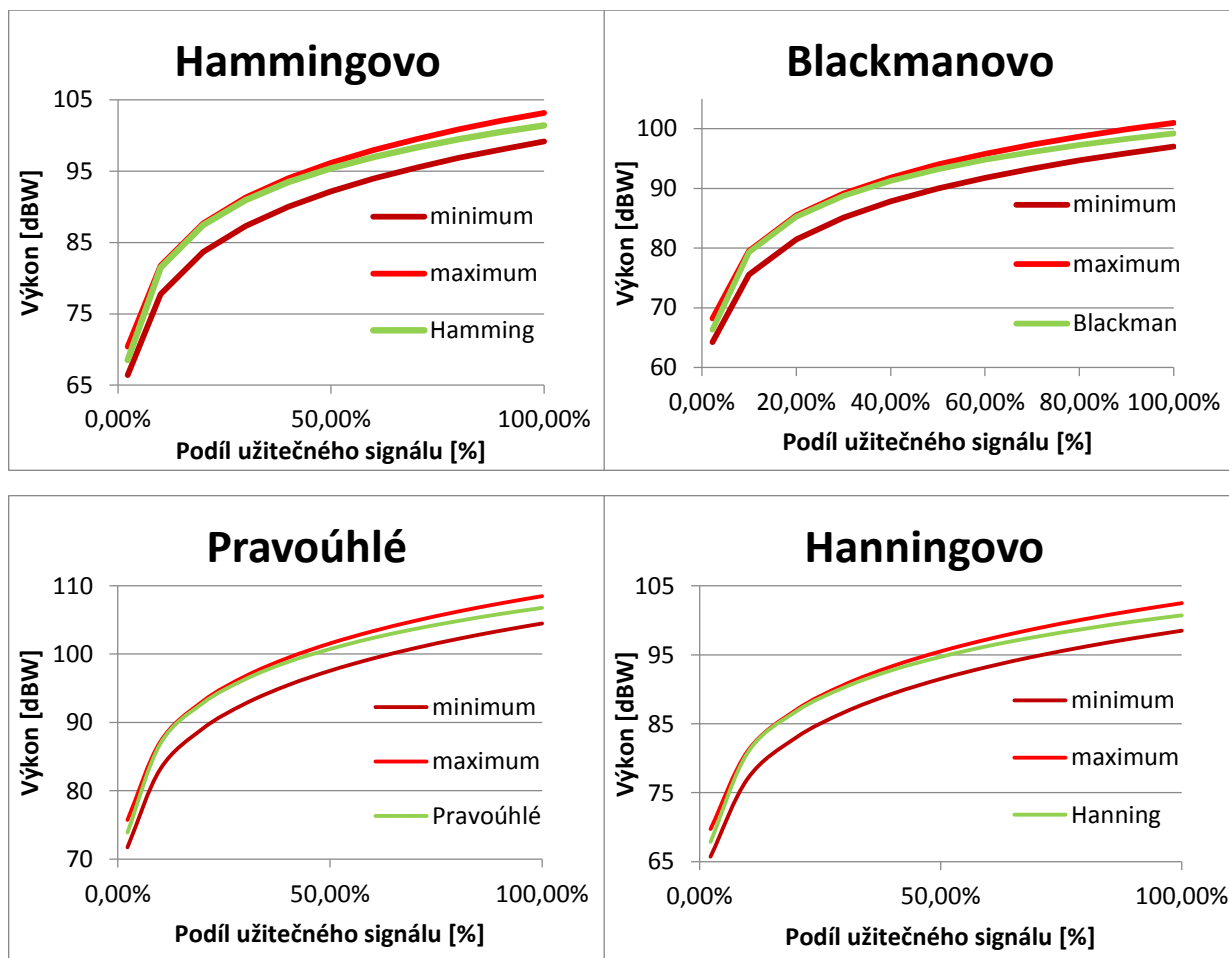 Hammingovo
Výkon [dBW]
105
95
85
75
65
minimum
maximum
Hamming
0,00%
50,00%
100,00%
Podíl užitečného signálu [%]
Blackmanovo
Výkon [dBW]
100
90
80
70
60
minimum
maximum
Blackman
0,00%
20,00%
40,00%
60,00%
80,00%
100,00%
Podíl užitečného signálu [%]
Pravoúhlé
Výkon [dBW]
110
100
90
80
70
minimum
maximum
Pravoúhlé
0,00%
50,00%
100,00%
Podíl užitečného signálu [%]
Hanningovo
Výkon [dBW]
105
95
85
75
65
minimum
maximum
Hanning
0,00%
50,00%
100,00%
Podíl užitečného signálu [%]